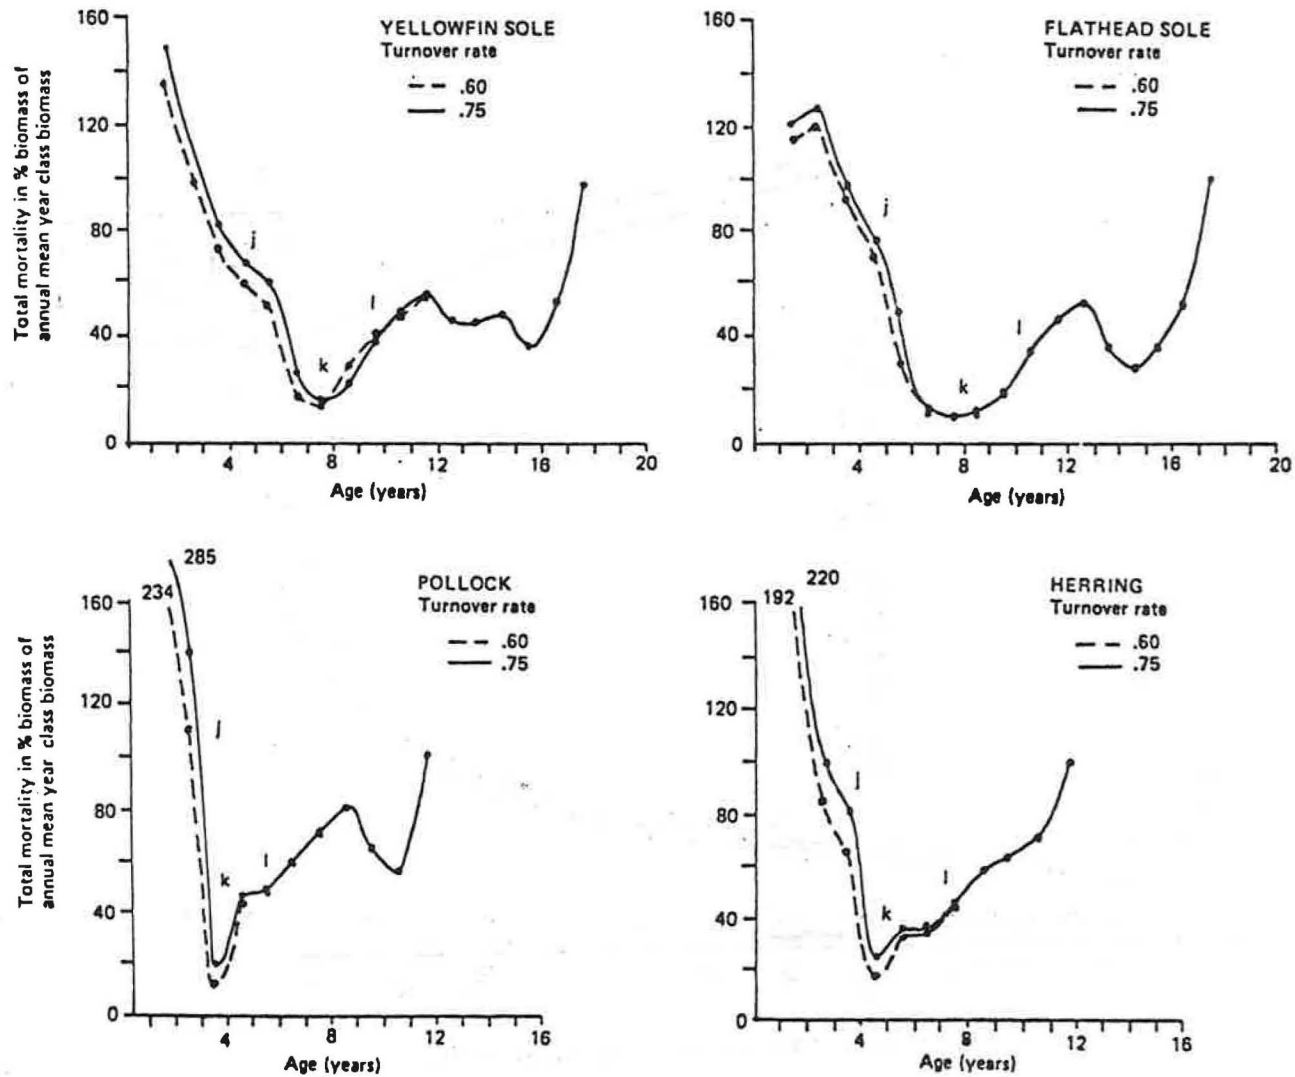 YELLOWFIN SOLE
Turnover rate
.60
.75
Total mortality in % biomass of
annual mean year class biomass
160
120
80
40
0
j
k
l
4
8
12
16
20
Age (years)
FLATHEAD SOLE
Turnover rate
.60
.75
160
120
80
40
0
j
k
l
4
8
12
16
20
Age (years)
POLLOCK
Turnover rate
.60
.75
Total mortality in % biomass of
annual mean year class biomass
285
234
160
120
80
40
0
j
k
l
4
8
12
16
Age (years)
HERRING
Turnover rate
.60
.75
220
192
160
120
80
40
0
j
k
l
4
8
12
16
Age (years)